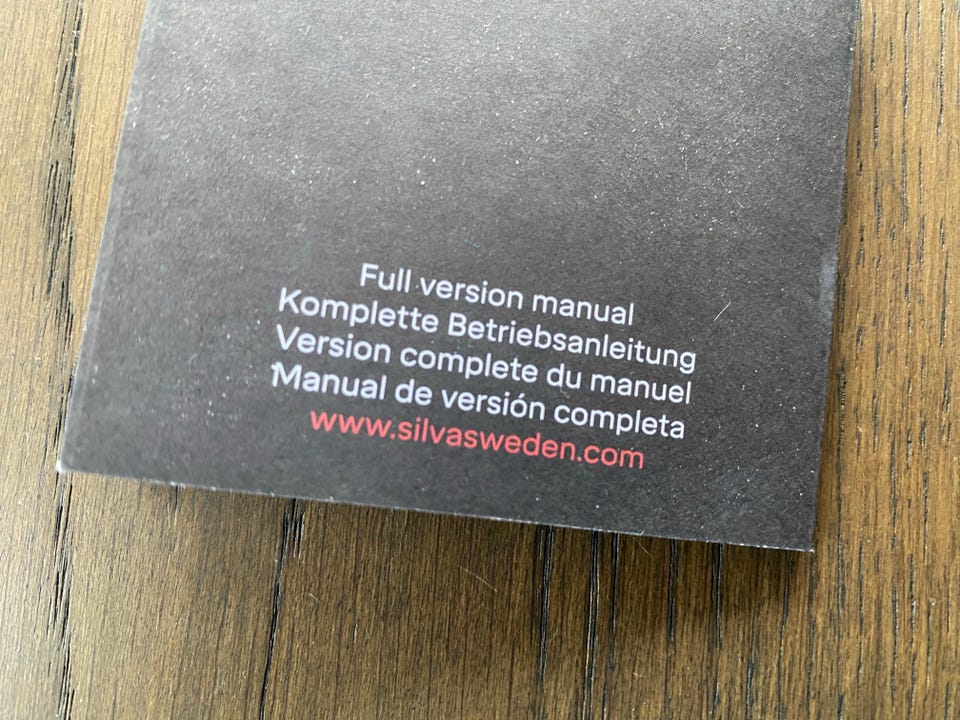 Full version manual
Komplette Betriebsanleitung
Version complete du manuel
Manual de versión completa
www.silvasweden.com